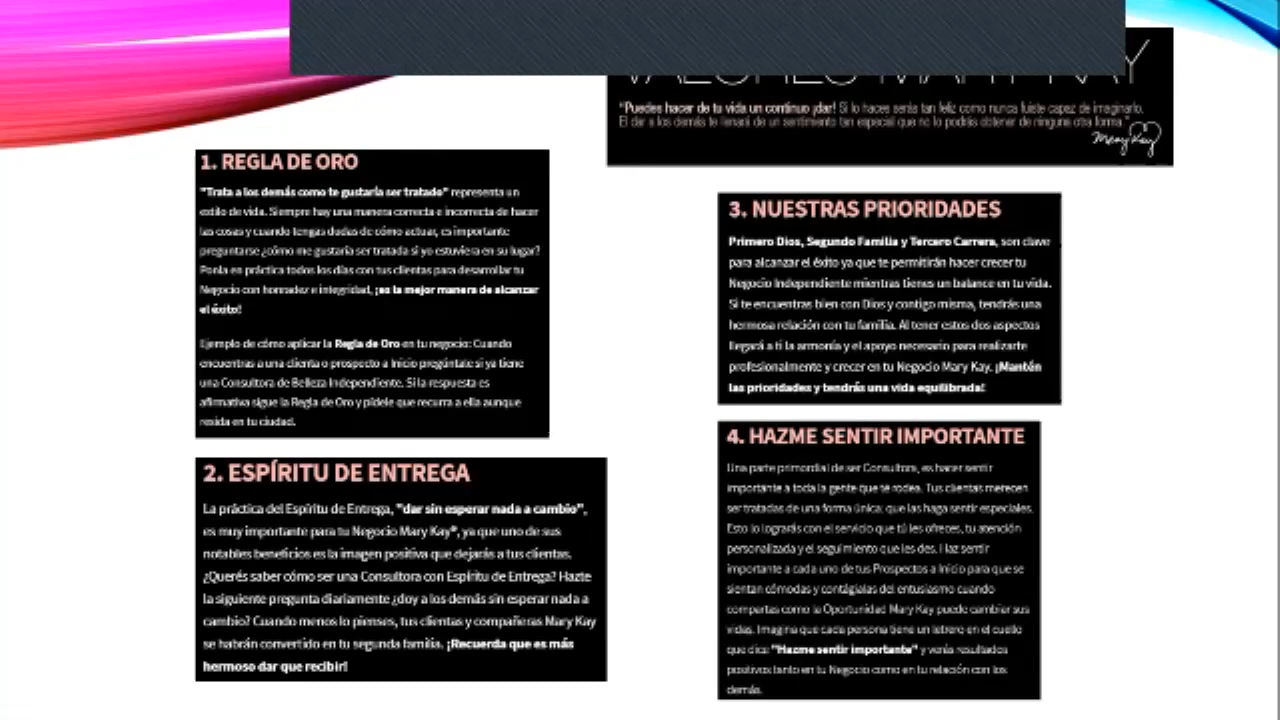 VALORES MARY KAY
"Puedes hacer de tu vida un continuo ¡dar! Si lo haces serás tan feliz como nunca fuiste capaz de imaginarlo.
El dar a los demás te llenará de un sentimiento tan especial que no lo podrás obtener de ninguna otra forma."
Mary Kay
1. REGLA DE ORO
"Trata a los demás como te gustaría ser tratado" representa un
estilo de vida. Siempre hay una manera correcta e incorrecta de hacer
las cosas y cuando tengas dudas de cómo actuar, es importante
preguntarse ¿cómo me gustaría ser tratada si yo estuviera en su lugar?
Ponla en práctica todos los días con tus clientas para desarrollar tu
Negocio con honradez e integridad, ¡es la mejor manera de alcanzar
el éxito!
Ejemplo de cómo aplicar la Regla de Oro en tu negocio: Cuando
encuentras a una clienta o prospecto a Inicio pregúntale si ya tiene
una Consultora de Belleza Independiente. Si la respuesta es
afirmativa sigue la Regla de Oro y pídele que recurra a ella aunque
resida en tu ciudad.
2. ESPÍRITU DE ENTREGA
La práctica del Espíritu de Entrega, "dar sin esperar nada a cambio",
es muy importante para tu Negocio Mary Kay®, ya que uno de sus
notables beneficios es la imagen positiva que dejarás a tus clientas.
¿Querés saber cómo ser una Consultora con Espíritu de Entrega? Hazte
la siguiente pregunta diariamente ¿doy a los demás sin esperar nada a
cambio? Cuando menos lo pienses, tus clientas y compañeras Mary Kay
se habrán convertido en tu segunda familia. ¡Recuerda que es más
hermoso dar que recibir!
3. NUESTRAS PRIORIDADES
Primero Dios, Segundo Familia y Tercero Carrera, son clave
para alcanzar el éxito ya que te permitirán hacer crecer tu
Negocio Independiente mientras tienes un balance en tu vida.
Si te encuentras bien con Dios y contigo misma, tendrás una
hermosa relación con tu familia. Al tener estos dos aspectos
llegará a ti la armonía y el apoyo necesario para realizarte
profesionalmente y crecer en tu Negocio Mary Kay. ¡Mantén
las prioridades y tendrás una vida equilibrada!
4. HAZME SENTIR IMPORTANTE
Una parte primordial de ser Consultora, es hacer sentir
importante a toda la gente que te rodea. Tus clientas merecen
ser tratadas de una forma única: que las haga sentir especiales.
Esto lo lograrás con el servicio que tú les ofreces, tu atención
personalizada y el seguimiento que les des. Haz sentir
importante a cada uno de tus Prospectos a Inicio para que se
sientan cómodas y contágialas del entusiasmo cuando
compartas como la Oportunidad Mary Kay puede cambiar sus
vidas. Imagina que cada persona tiene un letrero en el cuello
que dice "Hazme sentir importante" y verás resultados
positivos tanto en tu Negocio como en tu relación con los
demás.